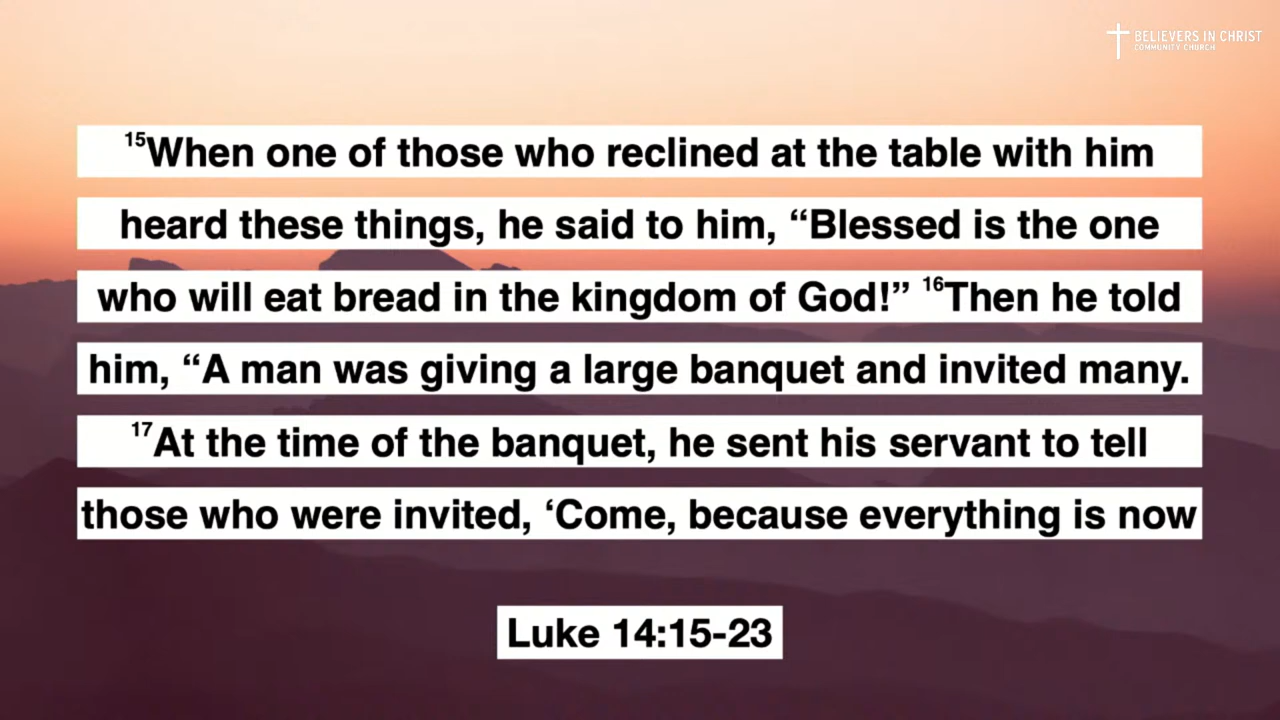 BELIEVERS IN CHRIST
COMMUNITY CHURCH
¹⁵When one of those who reclined at the table with him
heard these things, he said to him, “Blessed is the one
who will eat bread in the kingdom of God!” ¹⁶Then he told
him, “A man was giving a large banquet and invited many.
¹⁷At the time of the banquet, he sent his servant to tell
those who were invited, ‘Come, because everything is now
Luke 14:15-23